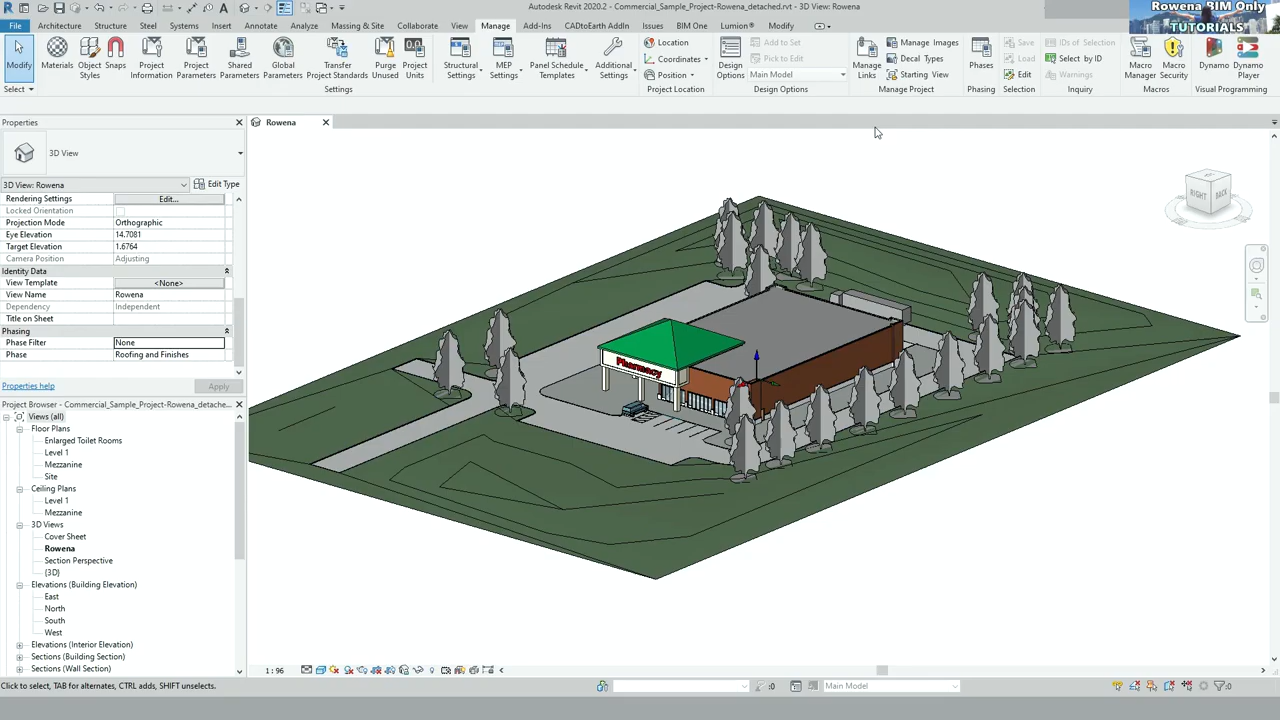 Autodesk Revit 2020.2 - Commercial_Sample_Project-Rowena_detached.rvt - 3D View: Rowena
Rowena BIM Only
TUTORIALS
File Architecture Structure Steel Systems Insert Annotate Analyze Massing & Site Collaborate View Manage Add-Ins CADtoEarth AddIn Issues BIM One Lumion® Modify
Modify
Materials
Object Styles
Snaps
Project Information
Project Parameters
Shared Parameters
Global Parameters
Transfer Project Standards
Purge Unused
Project Units
Structural Settings
MEP Settings
Panel Schedule Templates
Additional Settings
Location
Coordinates
Position
Design Options
Add to Set
Pick to Edit
Main Model
Manage Links
Manage Images
Decal Types
Starting View
Phases
Save
Load
Edit
IDs of Selection
Select by ID
Warnings
Macro Manager
Macro Security
Dynamo
Dynamo Player
Select Settings Project Location Design Options Manage Project Phasing Selection Inquiry Macros Visual Programming
Properties
Rowena
3D View
3D View: Rowena Edit Type
Rendering Settings Edit...
Locked Orientation
Projection Mode Orthographic
Eye Elevation 14.7081
Target Elevation 1.6764
Camera Position Adjusting
Identity Data
View Template <None>
View Name Rowena
Dependency Independent
Title on Sheet
Phasing
Phase Filter None
Phase Roofing and Finishes
Properties help Apply
Project Browser - Commercial_Sample_Project-Rowena_detache...
Views (all)
Floor Plans
Enlarged Toilet Rooms
Level 1
Mezzanine
Site
Ceiling Plans
Level 1
Mezzanine
3D Views
Cover Sheet
Rowena
Section Perspective
{3D}
Elevations (Building Elevation)
East
North
South
West
Elevations (Interior Elevation)
Sections (Building Section)
Sections (Wall Section)
RIGHT BACK
Pharmacy
1 : 96
Click to select, TAB for alternates, CTRL adds, SHIFT unselects.
:0
Main Model
:0